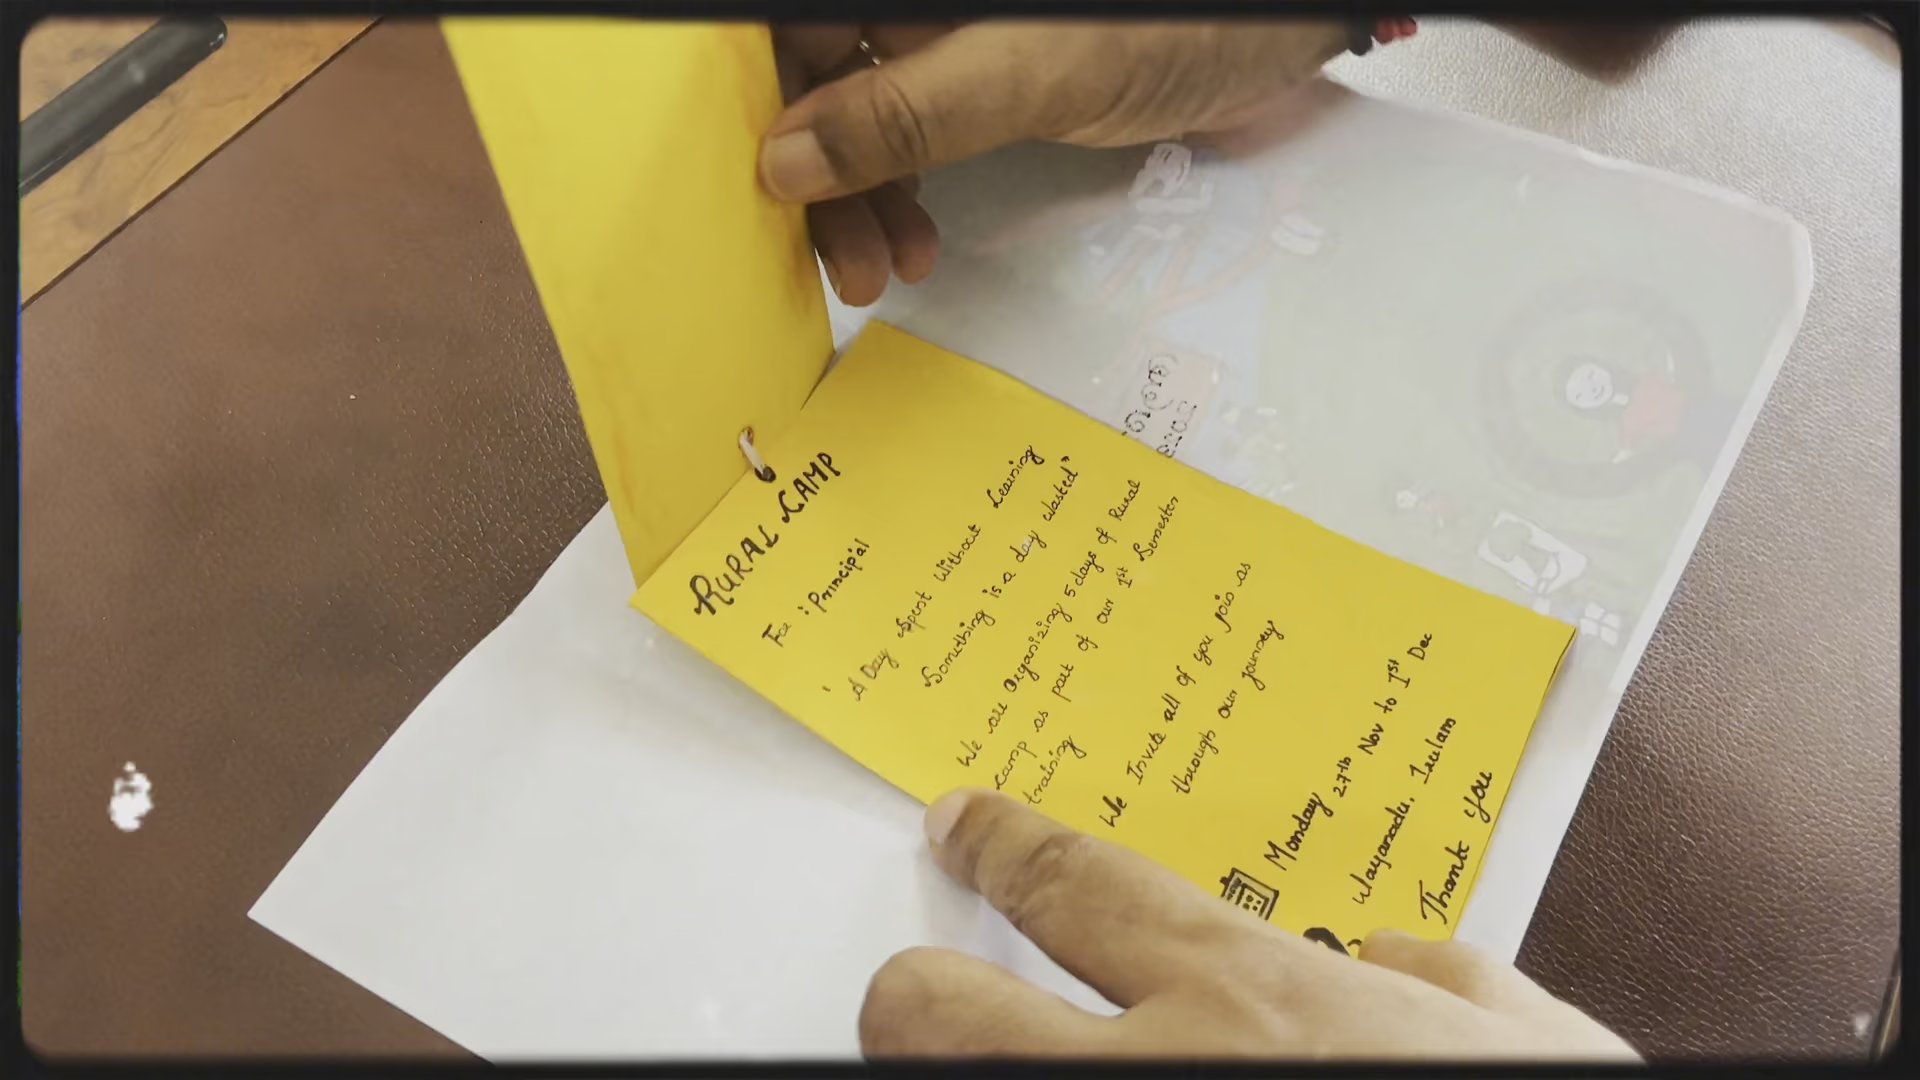 RURAL CAMP
For : Principal
' A Day Spent Without Learning
Something is a day wasted"
We are Organizing 5 days of Rural
camp as part of our 1st Semester
training
We Invite all of you join as
through our journey
Monday 27th Nov to 1st Dec
Wayanadu, Irulam
Thank You